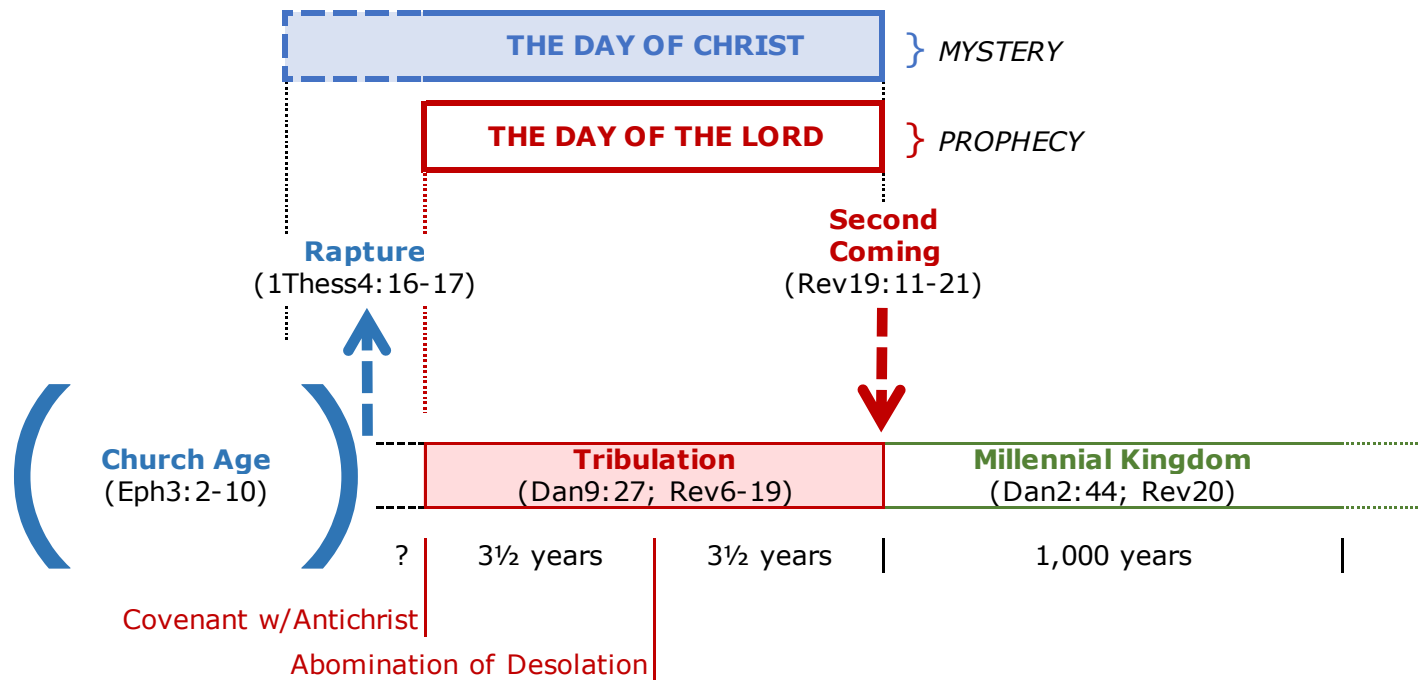 THE DAY OF CHRIST
} MYSTERY
THE DAY OF THE LORD
} PROPHECY
Rapture
(1Thess4:16-17)
Second
Coming
(Rev19:11-21)
Church Age
(Eph3:2-10)
Tribulation
(Dan9:27; Rev6-19)
Millennial Kingdom
(Dan2:44; Rev20)
?
3½ years
3½ years
1,000 years
Covenant w/Antichrist
Abomination of Desolation